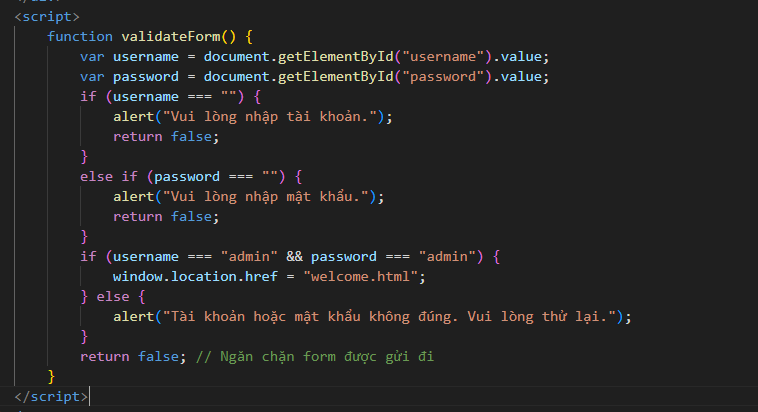 <script>
function validateForm() {
var username = document.getElementById("username").value;
var password = document.getElementById("password").value;
if (username === "") {
alert("Vui lòng nhập tài khoản.");
return false;
}
else if (password === "") {
alert("Vui lòng nhập mật khẩu.");
return false;
}
if (username === "admin" && password === "admin") {
window.location.href = "welcome.html";
} else {
alert("Tài khoản hoặc mật khẩu không đúng. Vui lòng thử lại.");
}
return false; // Ngăn chặn form được gửi đi
}
</script>